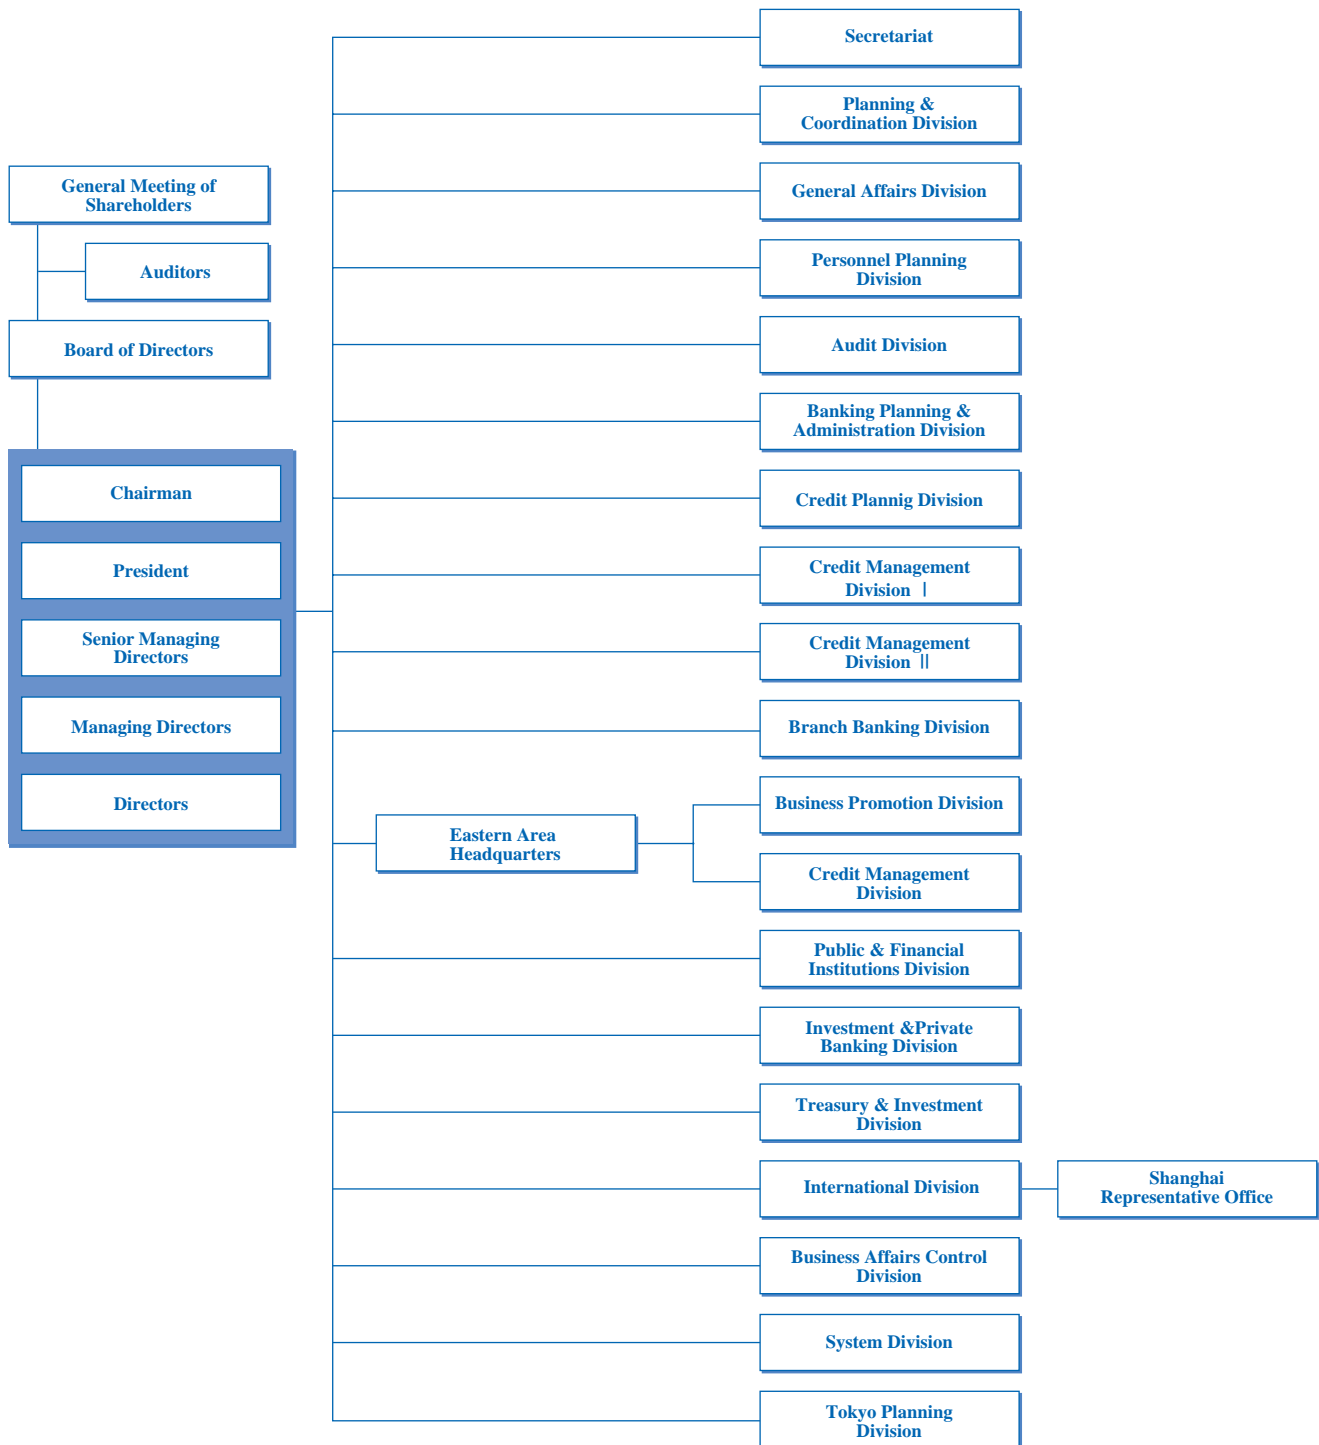 General Meeting of
Shareholders
Auditors
Board of Directors
Chairman
President
Senior Managing
Directors
Managing Directors
Directors
Secretariat
Planning &
Coordination Division
General Affairs Division
Personnel Planning
Division
Audit Division
Banking Planning &
Administration Division
Credit Plannig Division
Credit Management
Division Ⅰ
Credit Management
Division Ⅱ
Branch Banking Division
Eastern Area
Headquarters
Business Promotion Division
Credit Management
Division
Public & Financial
Institutions Division
Investment &Private
Banking Division
Treasury & Investment
Division
International Division
Shanghai
Representative Office
Business Affairs Control
Division
System Division
Tokyo Planning
Division